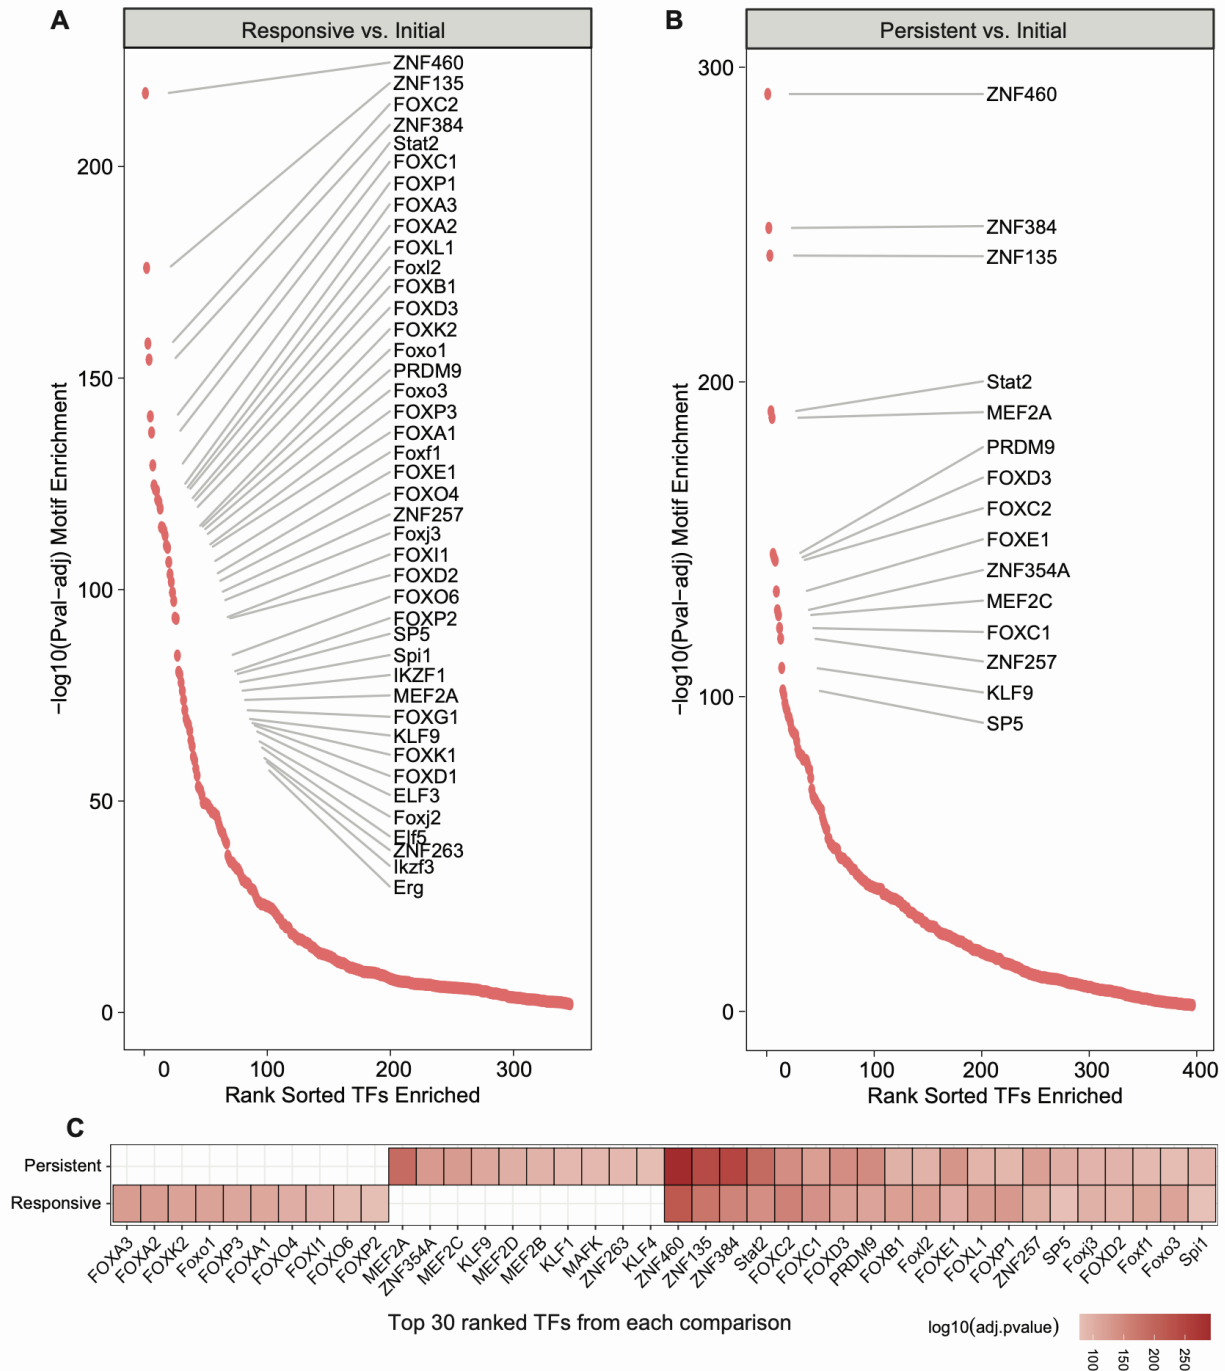 A
Responsive vs. Initial
−log10(Pval−adj) Motif Enrichment
200
150
100
50
0
ZNF460
ZNF135
FOXC2
ZNF384
Stat2
FOXC1
FOXP1
FOXA3
FOXA2
FOXL1
Foxl2
FOXB1
FOXD3
FOXK2
Foxo1
PRDM9
Foxo3
FOXP3
FOXA1
Foxf1
FOXE1
FOXO4
ZNF257
Foxj3
FOXI1
FOXD2
FOXO6
FOXP2
SP5
Spi1
IKZF1
MEF2A
FOXG1
KLF9
FOXK1
FOXD1
ELF3
Foxj2
Elf5
ZNF263
Ikzf3
Erg
0 100 200 300
Rank Sorted TFs Enriched
B
Persistent vs. Initial
−log10(Pval−adj) Motif Enrichment
300
200
100
0
ZNF460
ZNF384
ZNF135
Stat2
MEF2A
PRDM9
FOXD3
FOXC2
FOXE1
ZNF354A
MEF2C
FOXC1
ZNF257
KLF9
SP5
0 100 200 300 400
Rank Sorted TFs Enriched
C
Persistent
Responsive
FOXA3
FOXA2
FOXK2
Foxo1
FOXP3
FOXA1
FOXO4
FOXI1
FOXO6
FOXP2
MEF2A
ZNF354A
MEF2C
KLF9
MEF2D
MEF2B
KLF1
MAFK
ZNF263
KLF4
ZNF460
ZNF135
ZNF384
Stat2
FOXC2
FOXC1
FOXD3
PRDM9
FOXB1
Foxl2
FOXE1
FOXL1
FOXP1
ZNF257
SP5
Foxj3
FOXD2
Foxf1
Foxo3
Spi1
Top 30 ranked TFs from each comparison
log10(adj.pvalue)
100
150
200
250